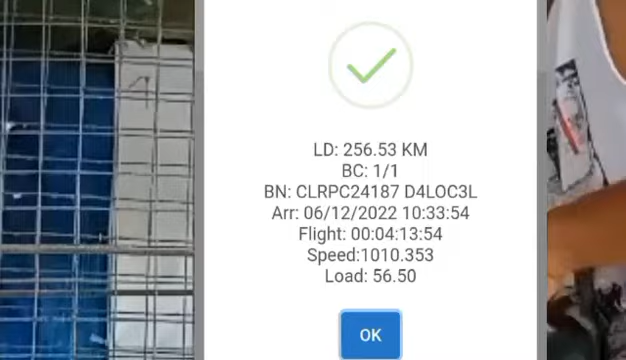 LD: 256.53 KM
BC: 1/1
BN: CLRPC24187 D4LOC3L
Arr: 06/12/2022 10:33:54
Flight: 00:04:13:54
Speed:1010.353
Load: 56.50
OK